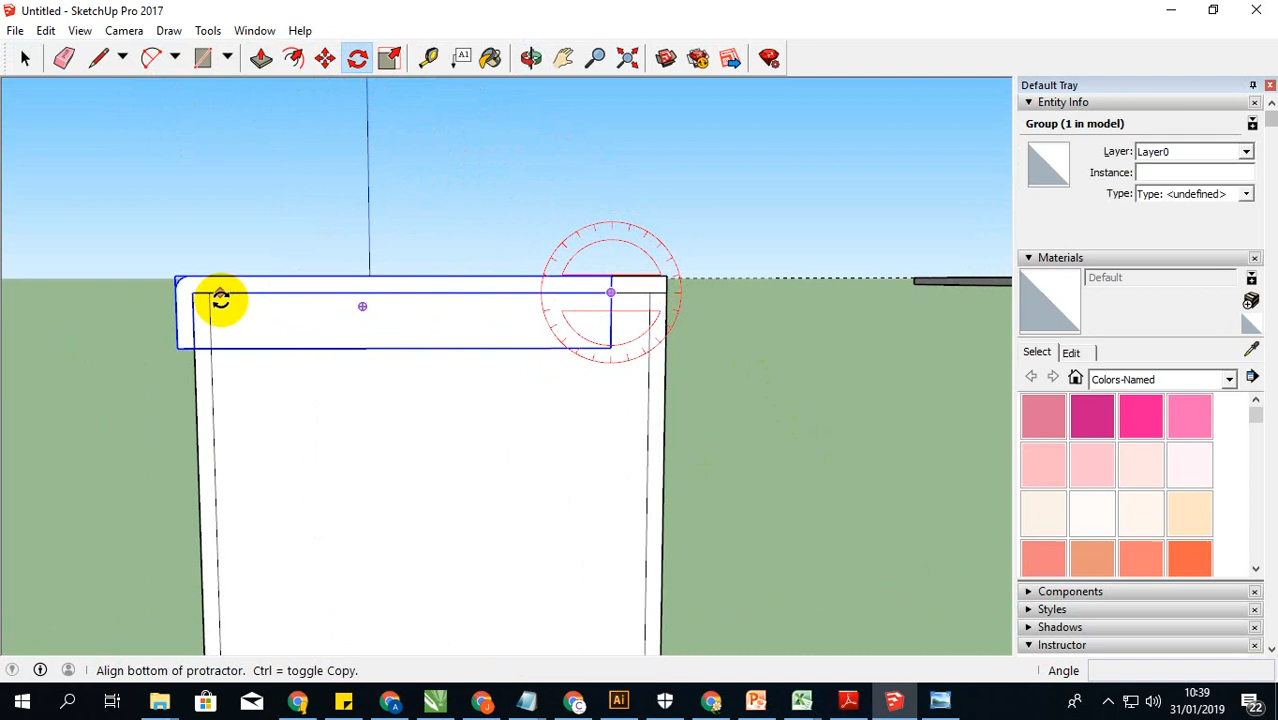 Untitled - SketchUp Pro 2017
File Edit View Camera Draw Tools Window Help
A1
Default Tray
Entity Info
Group (1 in model)
Layer: Layer0
Instance:
Type: Type: <undefined>
Materials
Default
Select Edit
Colors-Named
Components
Styles
Shadows
Instructor
Align bottom of protractor. Ctrl = toggle Copy.
Angle
10:39
31/01/2019
22